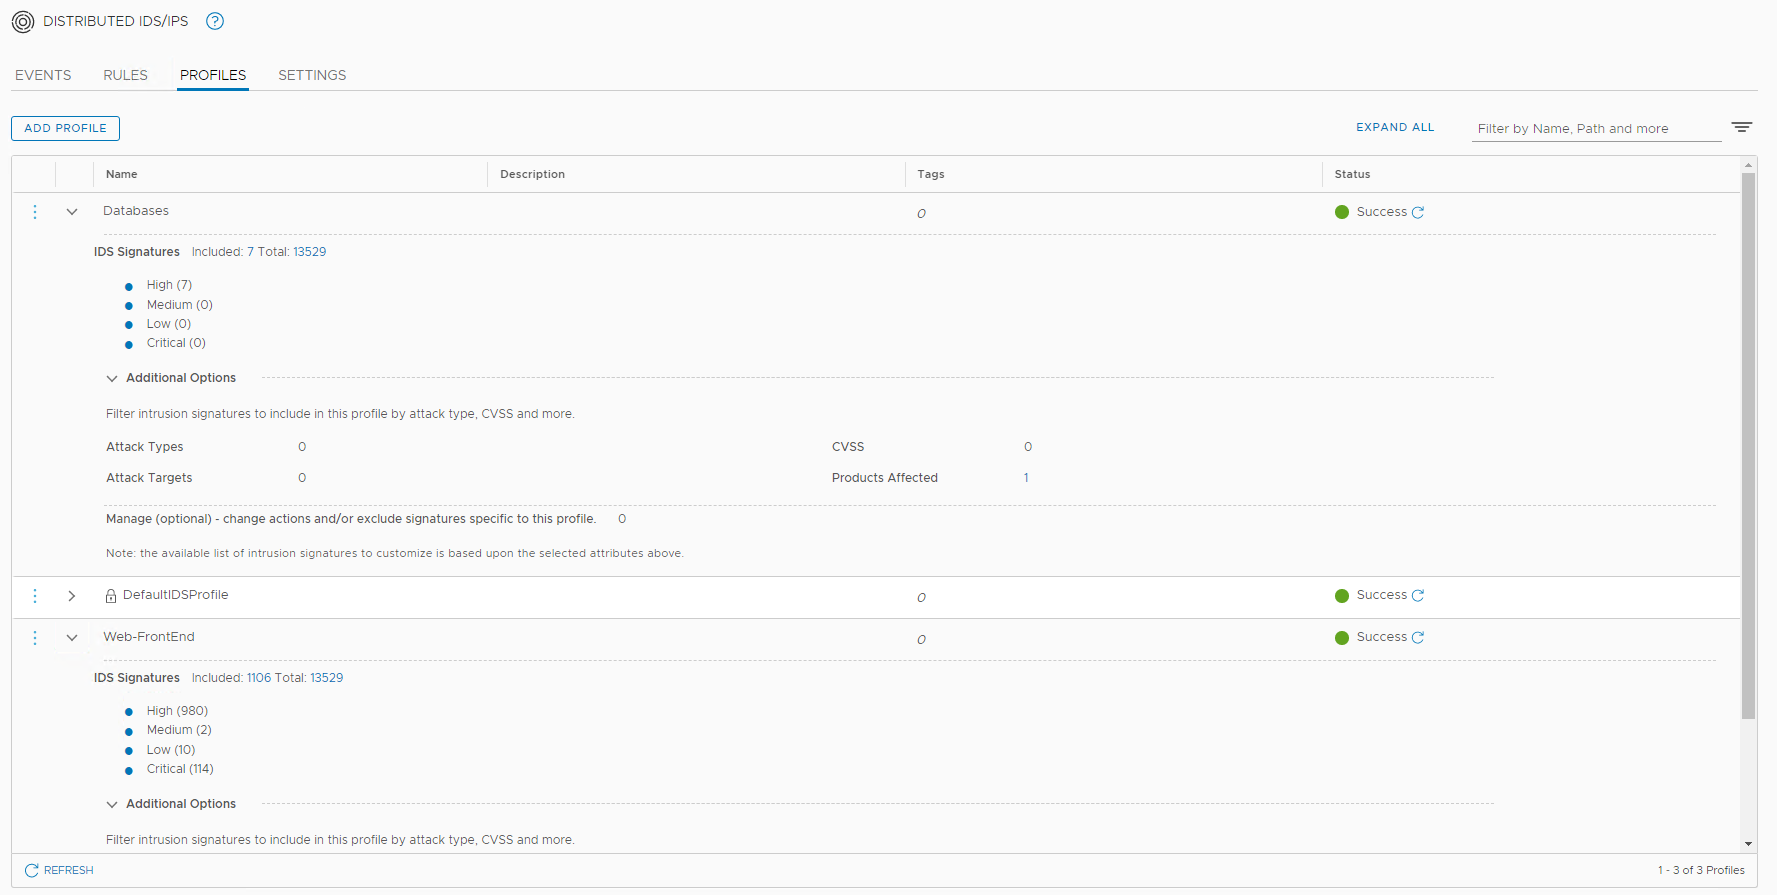 DISTRIBUTED IDS/IPS ?
EVENTS RULES PROFILES SETTINGS
ADD PROFILE EXPAND ALL Filter by Name, Path and more
Name Description Tags Status
Databases 0 Success
IDS Signatures Included: 7 Total: 13529
High (7)
Medium (0)
Low (0)
Critical (0)
Additional Options
Filter intrusion signatures to include in this profile by attack type, CVSS and more.
Attack Types 0 CVSS 0
Attack Targets 0 Products Affected 1
Manage (optional) - change actions and/or exclude signatures specific to this profile. 0
Note: the available list of intrusion signatures to customize is based upon the selected attributes above.
DefaultIDSProfile 0 Success
Web-FrontEnd 0 Success
IDS Signatures Included: 1106 Total: 13529
High (980)
Medium (2)
Low (10)
Critical (114)
Additional Options
Filter intrusion signatures to include in this profile by attack type, CVSS and more.
REFRESH 1 - 3 of 3 Profiles